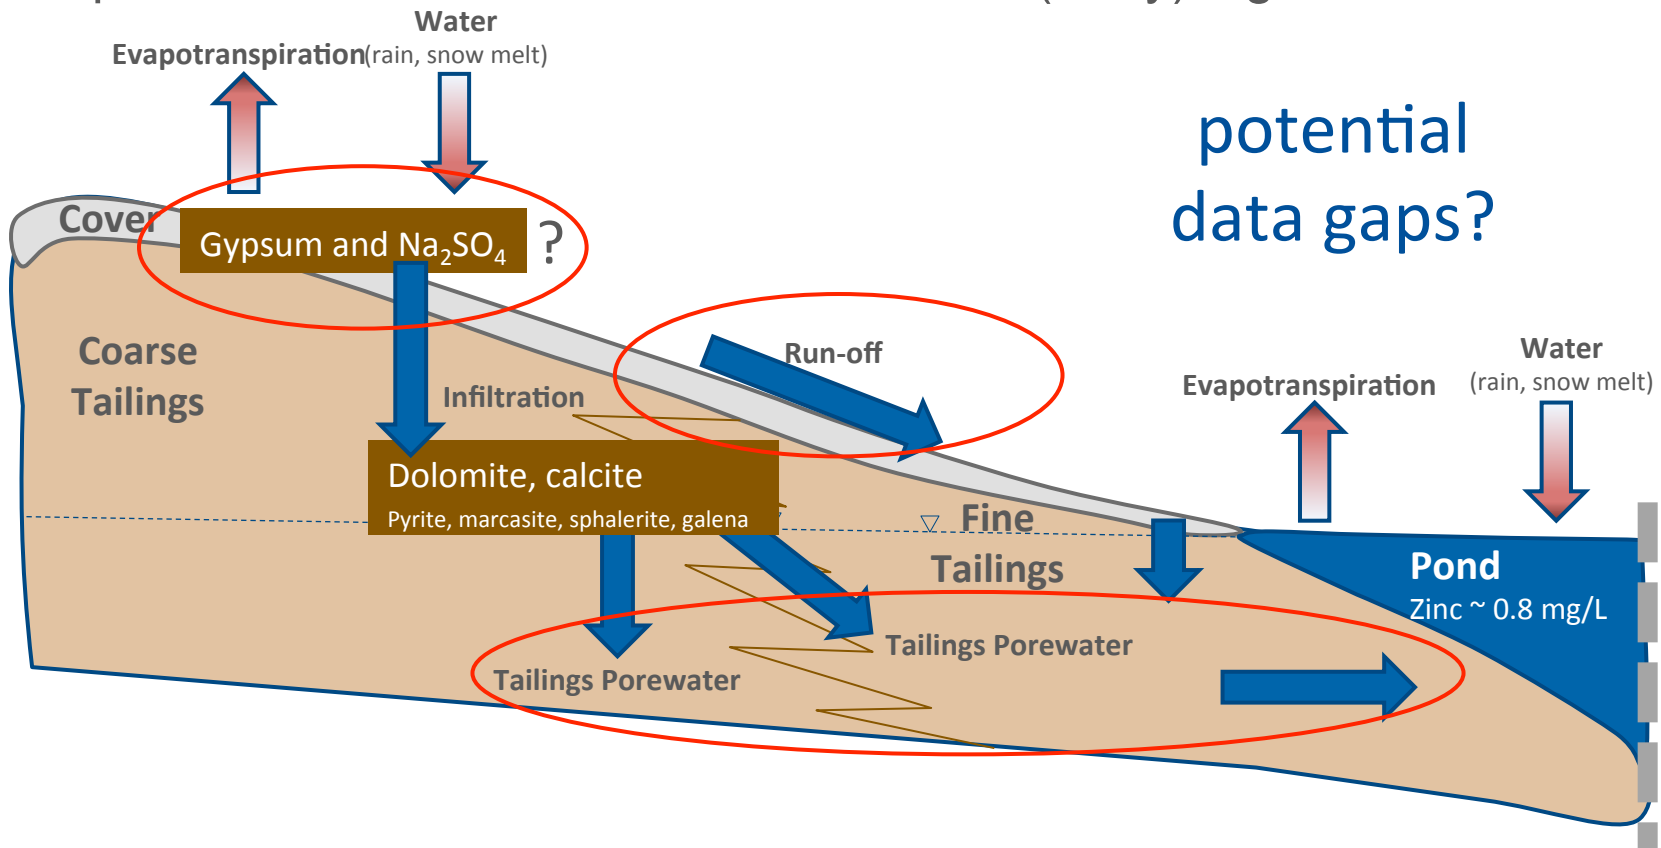 Water
Evapotranspiration (rain, snow melt)
potential
data gaps?
Cover
Gypsum and Na₂SO₄ ?
Coarse
Tailings
Run-off
Infiltration
Water
Evapotranspiration (rain, snow melt)
Dolomite, calcite
Pyrite, marcasite, sphalerite, galena
Fine
Tailings
Pond
Zinc ~ 0.8 mg/L
Tailings Porewater
Tailings Porewater